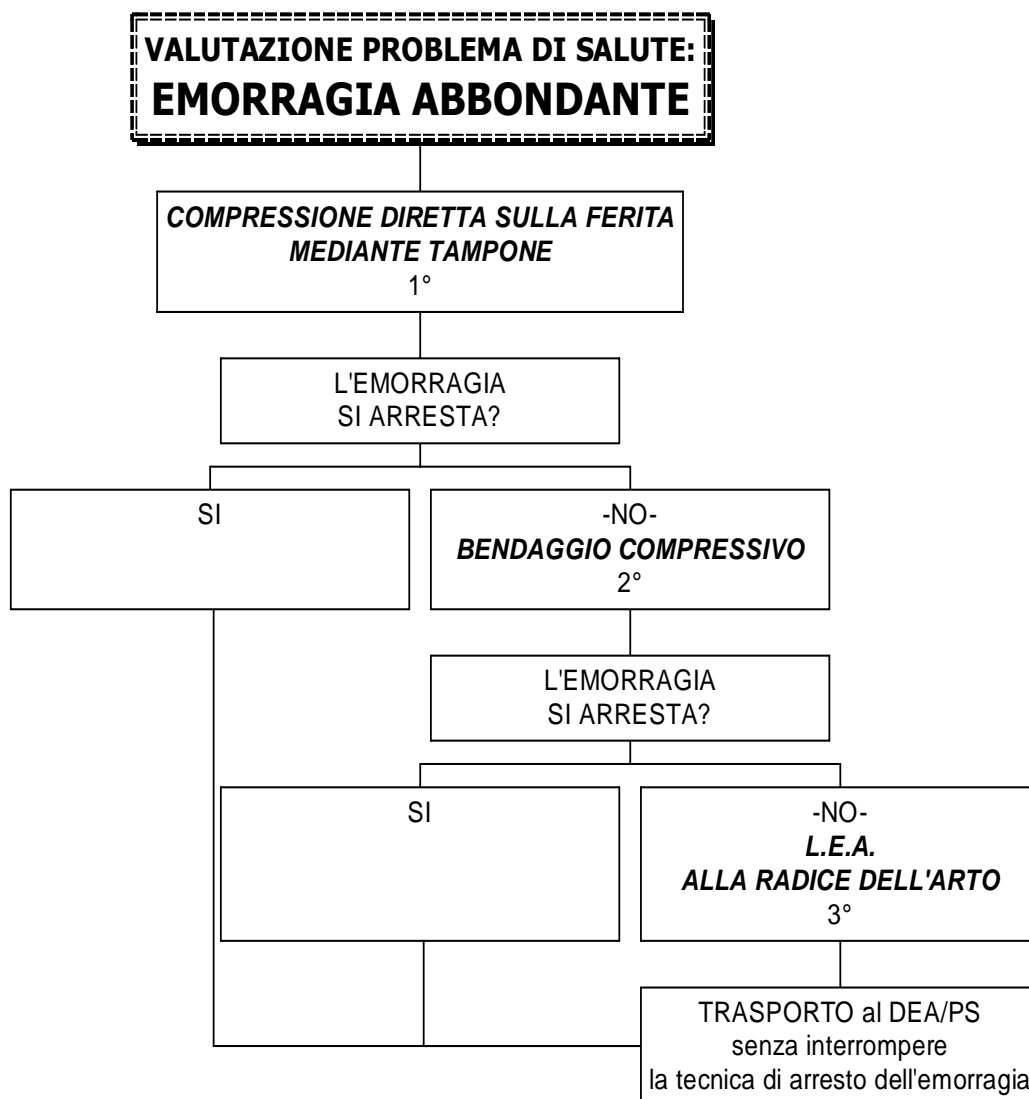 VALUTAZIONE PROBLEMA DI SALUTE:
EMORRAGIA ABBONDANTE
COMPRESSIONE DIRETTA SULLA FERITA
MEDIANTE TAMPONE
1°
L'EMORRAGIA
SI ARRESTA?
SI
-NO-
BENDAGGIO COMPRESSIVO
2°
L'EMORRAGIA
SI ARRESTA?
SI
-NO-
L.E.A.
ALLA RADICE DELL'ARTO
3°
TRASPORTO al DEA/PS
senza interrompere
la tecnica di arresto dell'emorragia